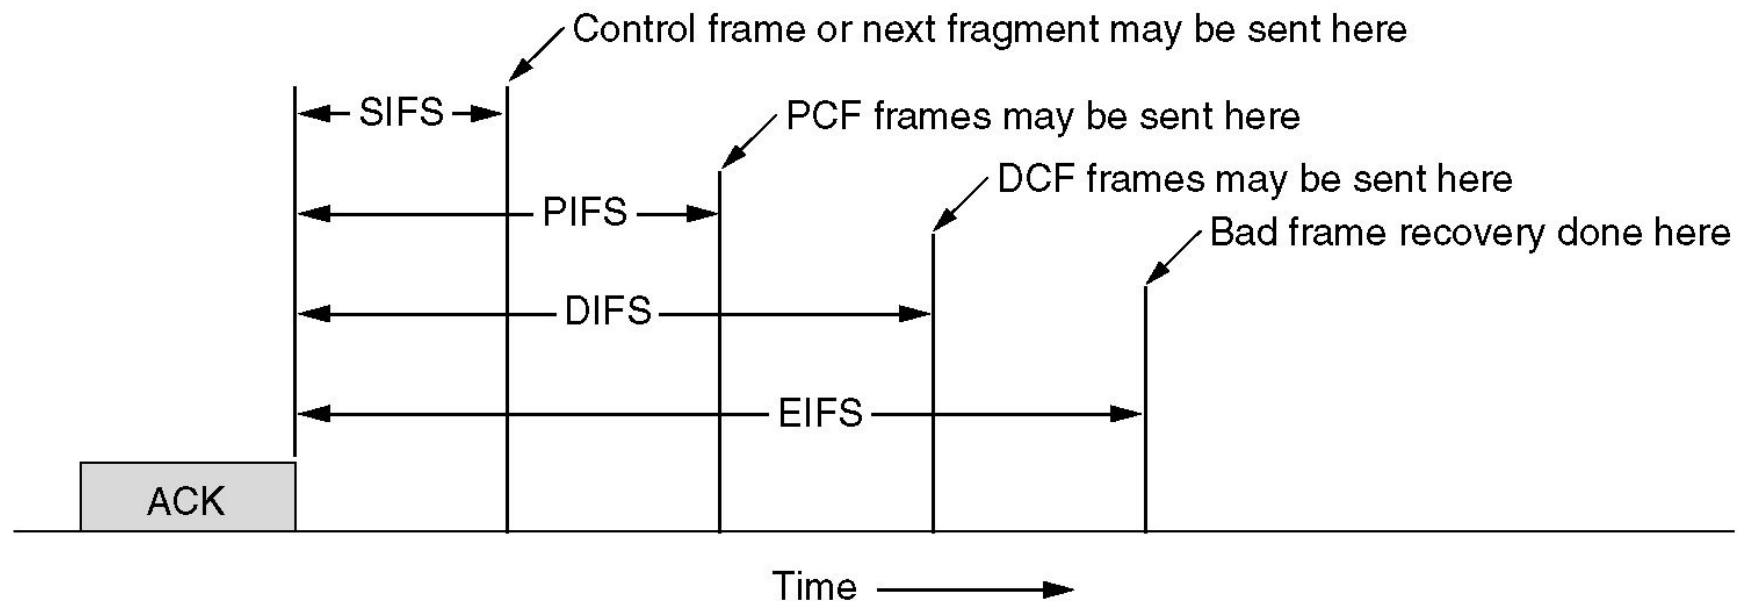 Control frame or next fragment may be sent here
SIFS
PCF frames may be sent here
DCF frames may be sent here
PIFS
Bad frame recovery done here
DIFS
EIFS
ACK
Time